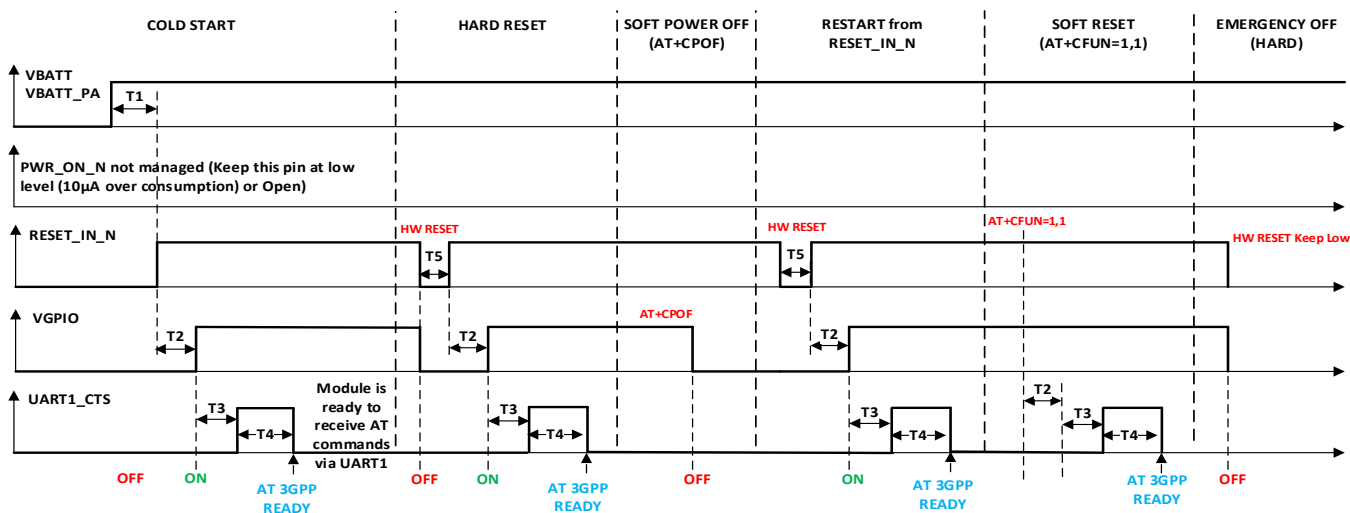 COLD START
HARD RESET
SOFT POWER OFF
(AT+CPOF)
RESTART from
RESET_IN_N
SOFT RESET
(AT+CFUN=1,1)
EMERGENCY OFF
(HARD)
VBATT
VBATT_PA
T1
PWR_ON_N not managed (Keep this pin at low
level (10µA over consumption) or Open)
RESET_IN_N
HW RESET
T5
HW RESET
T5
AT+CFUN=1,1
HW RESET Keep Low
VGPIO
T2
T2
AT+CPOF
T2
UART1_CTS
T3
T4
Module is
ready to
receive AT
commands
via UART1
T3
T4
T3
T4
T2
T3
T4
OFF
ON
AT 3GPP
READY
OFF
ON
AT 3GPP
READY
OFF
ON
AT 3GPP
READY
AT 3GPP
READY
OFF